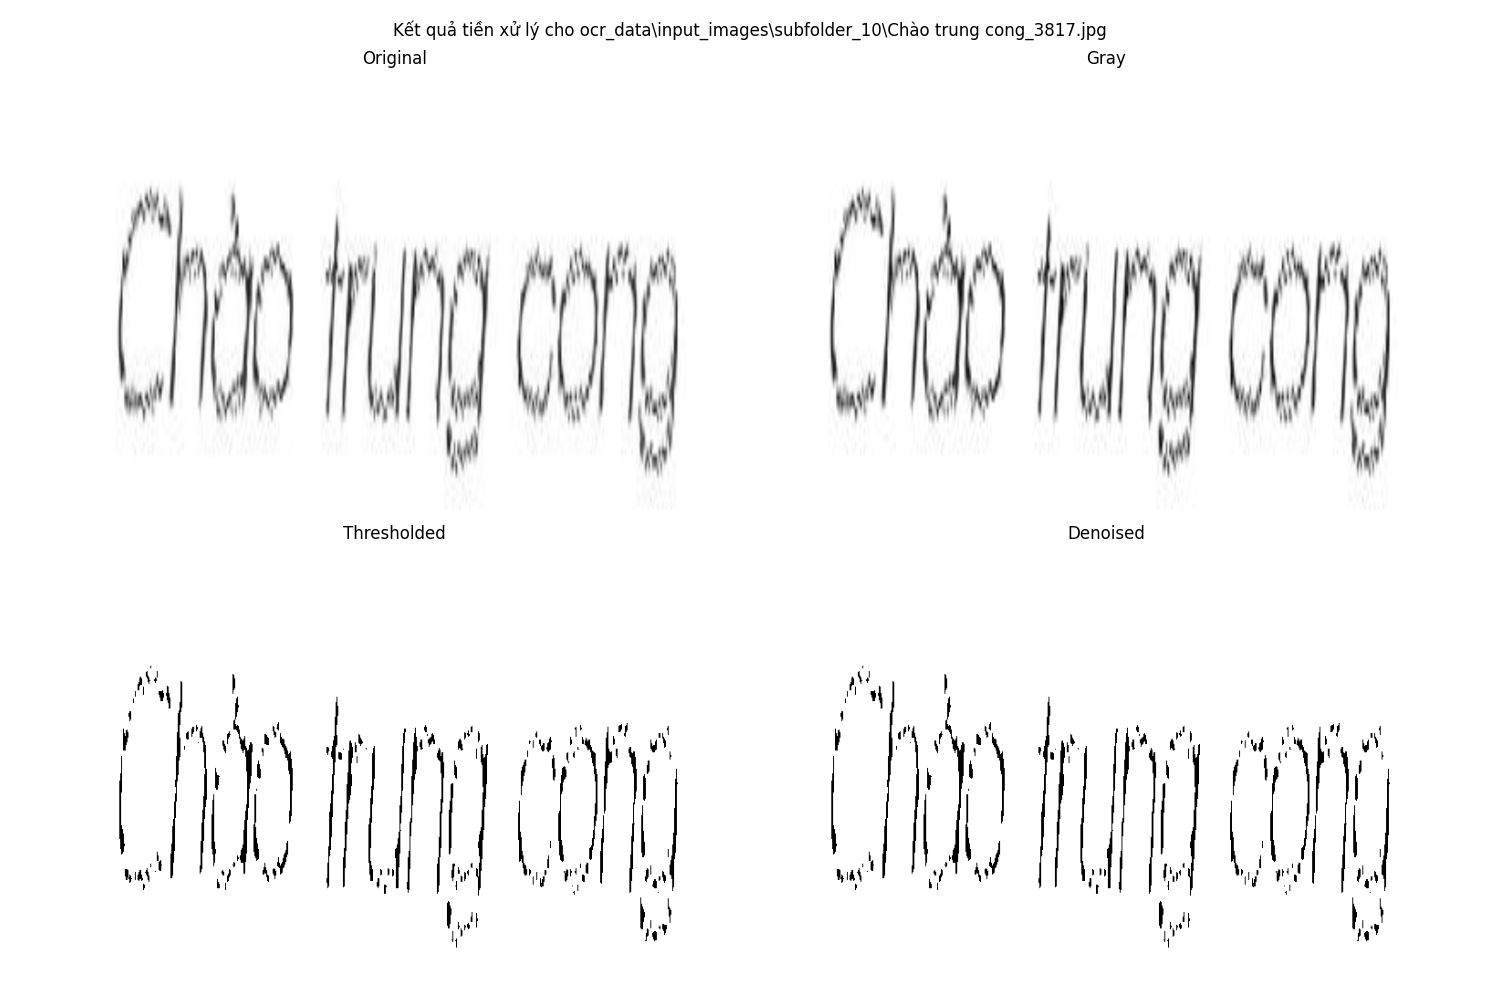 Kết quả tiền xử lý cho ocr_data\input_images\subfolder_10\Chào trung cong_3817.jpg
Original
Gray
Chào trung cong
Chào trung cong
Thresholded
Denoised
Chào trung cong
Chào trung cong